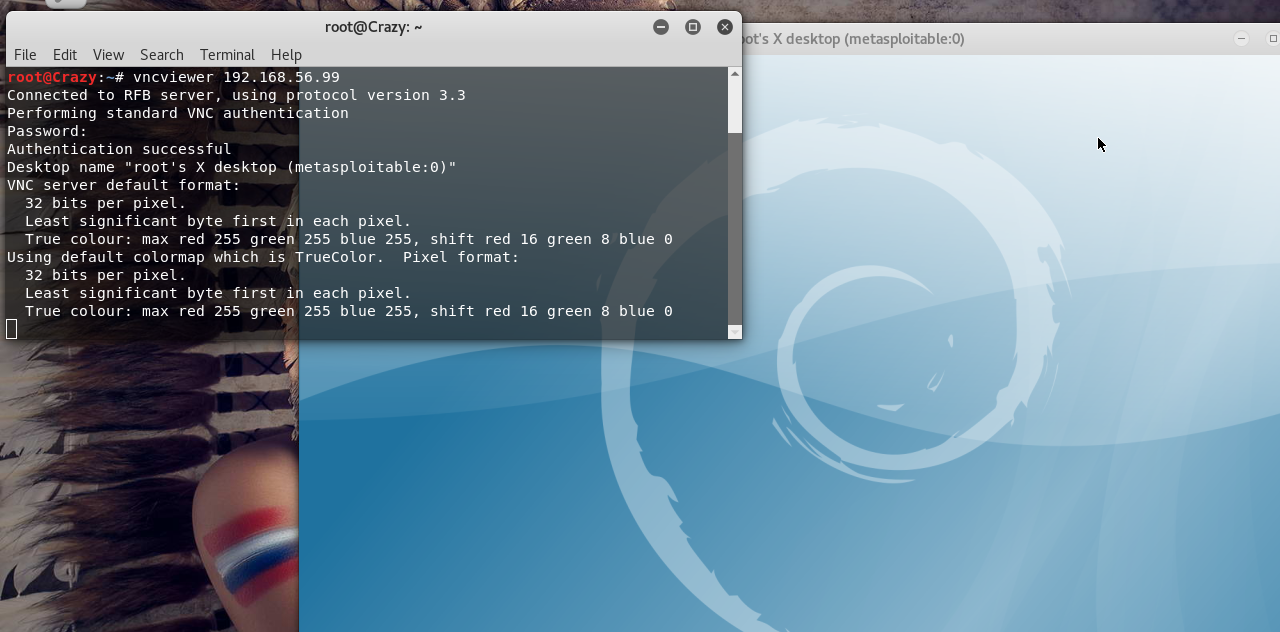 root@Crazy: ~
File Edit View Search Terminal Help
root@Crazy:~# vncviewer 192.168.56.99
Connected to RFB server, using protocol version 3.3
Performing standard VNC authentication
Password:
Authentication successful
Desktop name "root's X desktop (metasploitable:0)"
VNC server default format:
  32 bits per pixel.
  Least significant byte first in each pixel.
  True colour: max red 255 green 255 blue 255, shift red 16 green 8 blue 0
Using default colormap which is TrueColor.  Pixel format:
  32 bits per pixel.
  Least significant byte first in each pixel.
  True colour: max red 255 green 255 blue 255, shift red 16 green 8 blue 0
ot's X desktop (metasploitable:0)